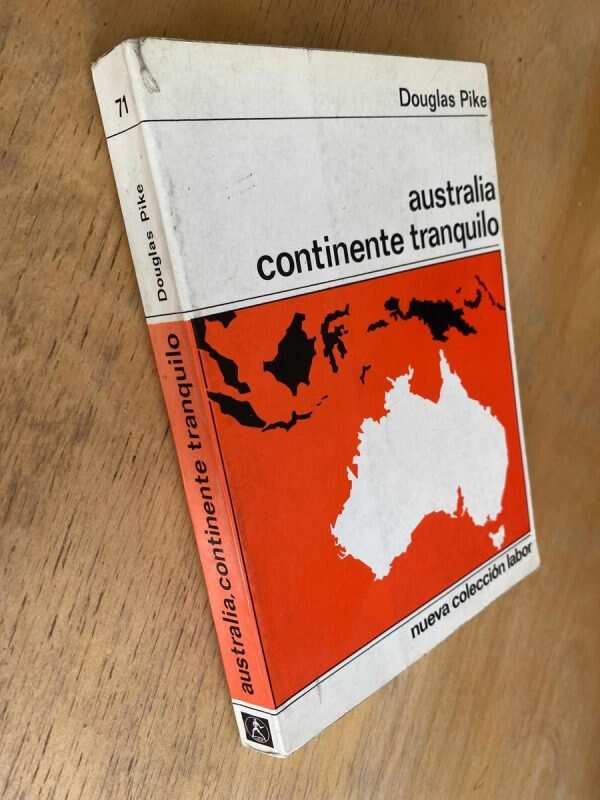 71
Douglas Pike
australia, continente tranquilo
Douglas Pike
australia
continente tranquilo
nueva colección labor